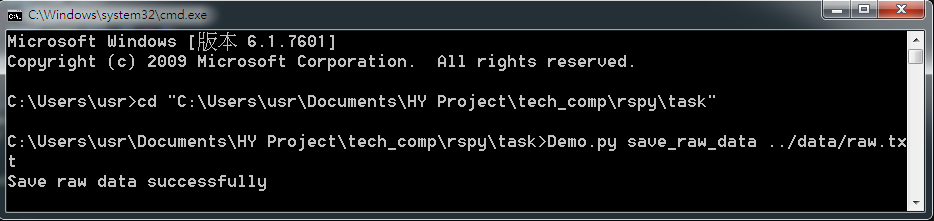 C:\Windows\system32\cmd.exe
Microsoft Windows [版本 6.1.7601]
Copyright (c) 2009 Microsoft Corporation.  All rights reserved.
C:\Users\usr>cd "C:\Users\usr\Documents\HY Project\tech_comp\rspy\task"
C:\Users\usr\Documents\HY Project\tech_comp\rspy\task>Demo.py save_raw_data ../data/raw.tx
t
Save raw data successfully